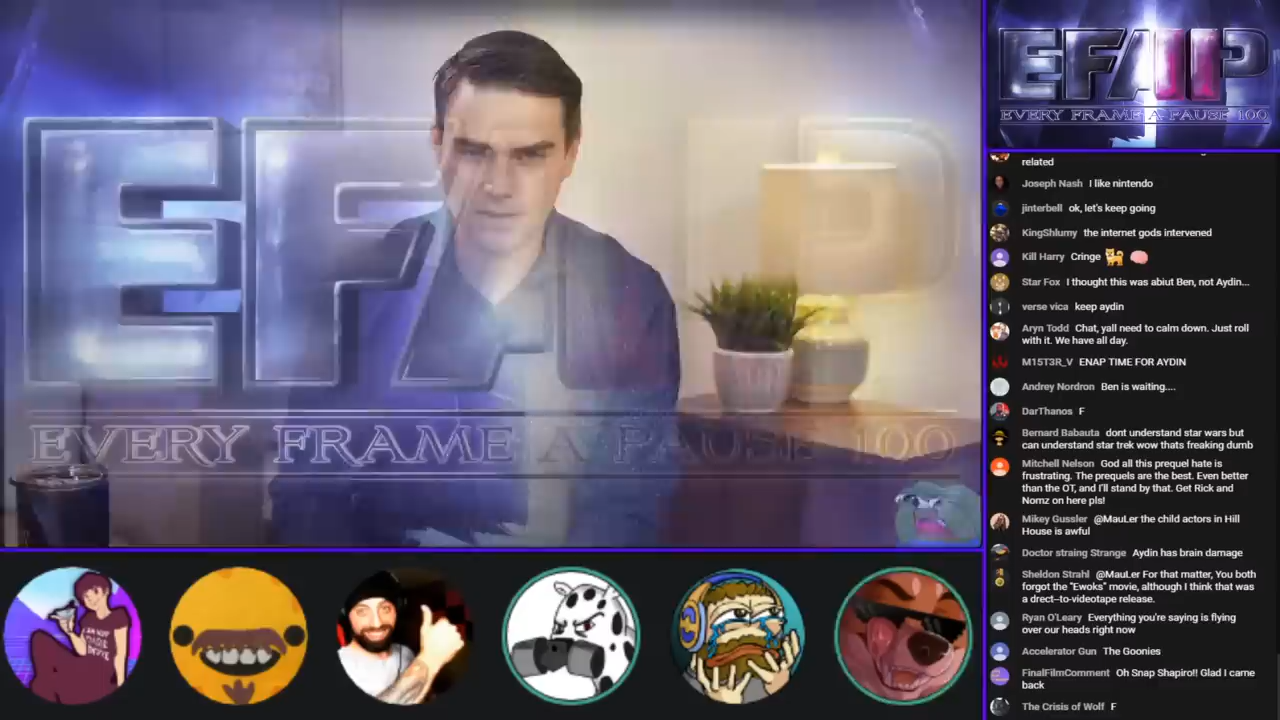 EFAP
EVERY FRAME A PAUSE 100
EFAP
EVERY FRAME A PAUSE 100
related
Joseph Nash I like nintendo
jinterbell ok, let's keep going
KingShlumy the internet gods intervened
Kill Harry Cringe
Star Fox I thought this was abiut Ben, not Aydin...
verse vica keep aydin
Aryn Todd Chat, yall need to calm down. Just roll
with it. We have all day.
M15T3R_V ENAP TIME FOR AYDIN
Andrey Nordron Ben is waiting....
DarThanos F
Bernard Babauta dont understand star wars but
can understand star trek wow thats freaking dumb
Mitchell Nelson God all this prequel hate is
frustrating. The prequels are the best. Even better
than the OT, and I'll stand by that. Get Rick and
Nomz on here pls!
Mikey Gussler @MauLer the child actors in Hill
House is awful
Doctor straing Strange Aydin has brain damage
Sheldon Strahl @MauLer For that matter, You both
forgot the "Ewoks" movie, although I think that was
a drect--to-videotape release.
Ryan O'Leary Everything you're saying is flying
over our heads right now
Accelerator Gun The Goonies
FinalFilmComment Oh Snap Shapiro!! Glad I came
back
The Crisis of Wolf F